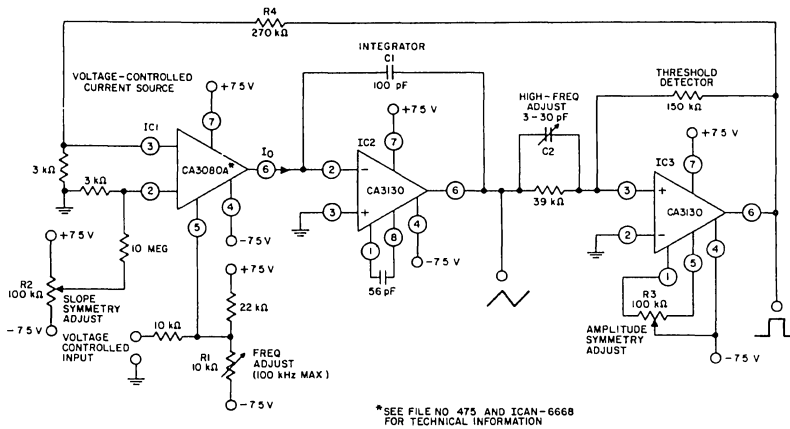 R4
270 kΩ
INTEGRATOR
C1
100 pF
VOLTAGE-CONTROLLED
CURRENT SOURCE
+7 5 V
7
IC1
3
3 kΩ
3 kΩ
2
CA3080A*
I₀
6
4
-7 5 V
5
10 MEG
+7 5 V
R2
100 kΩ
SLOPE
SYMMETRY
ADJUST
-7 5 V
+7 5 V
22 kΩ
10 kΩ
VOLTAGE
CONTROLLED
INPUT
R1
10 kΩ
FREQ
ADJUST
(100 kHz MAX)
-7 5 V
+7 5 V
IC2
7
2
-
CA3130
3
+
6
1
8
4
-7 5 V
56 pF
HIGH-FREQ
ADJUST
3-30 pF
C2
39 kΩ
THRESHOLD
DETECTOR
150 kΩ
+7 5 V
IC3
7
3
+
CA3130
2
-
6
1
5
4
R3
100 kΩ
AMPLITUDE
SYMMETRY
ADJUST
-7 5 V
*SEE FILE NO 475 AND ICAN-6668
FOR TECHNICAL INFORMATION